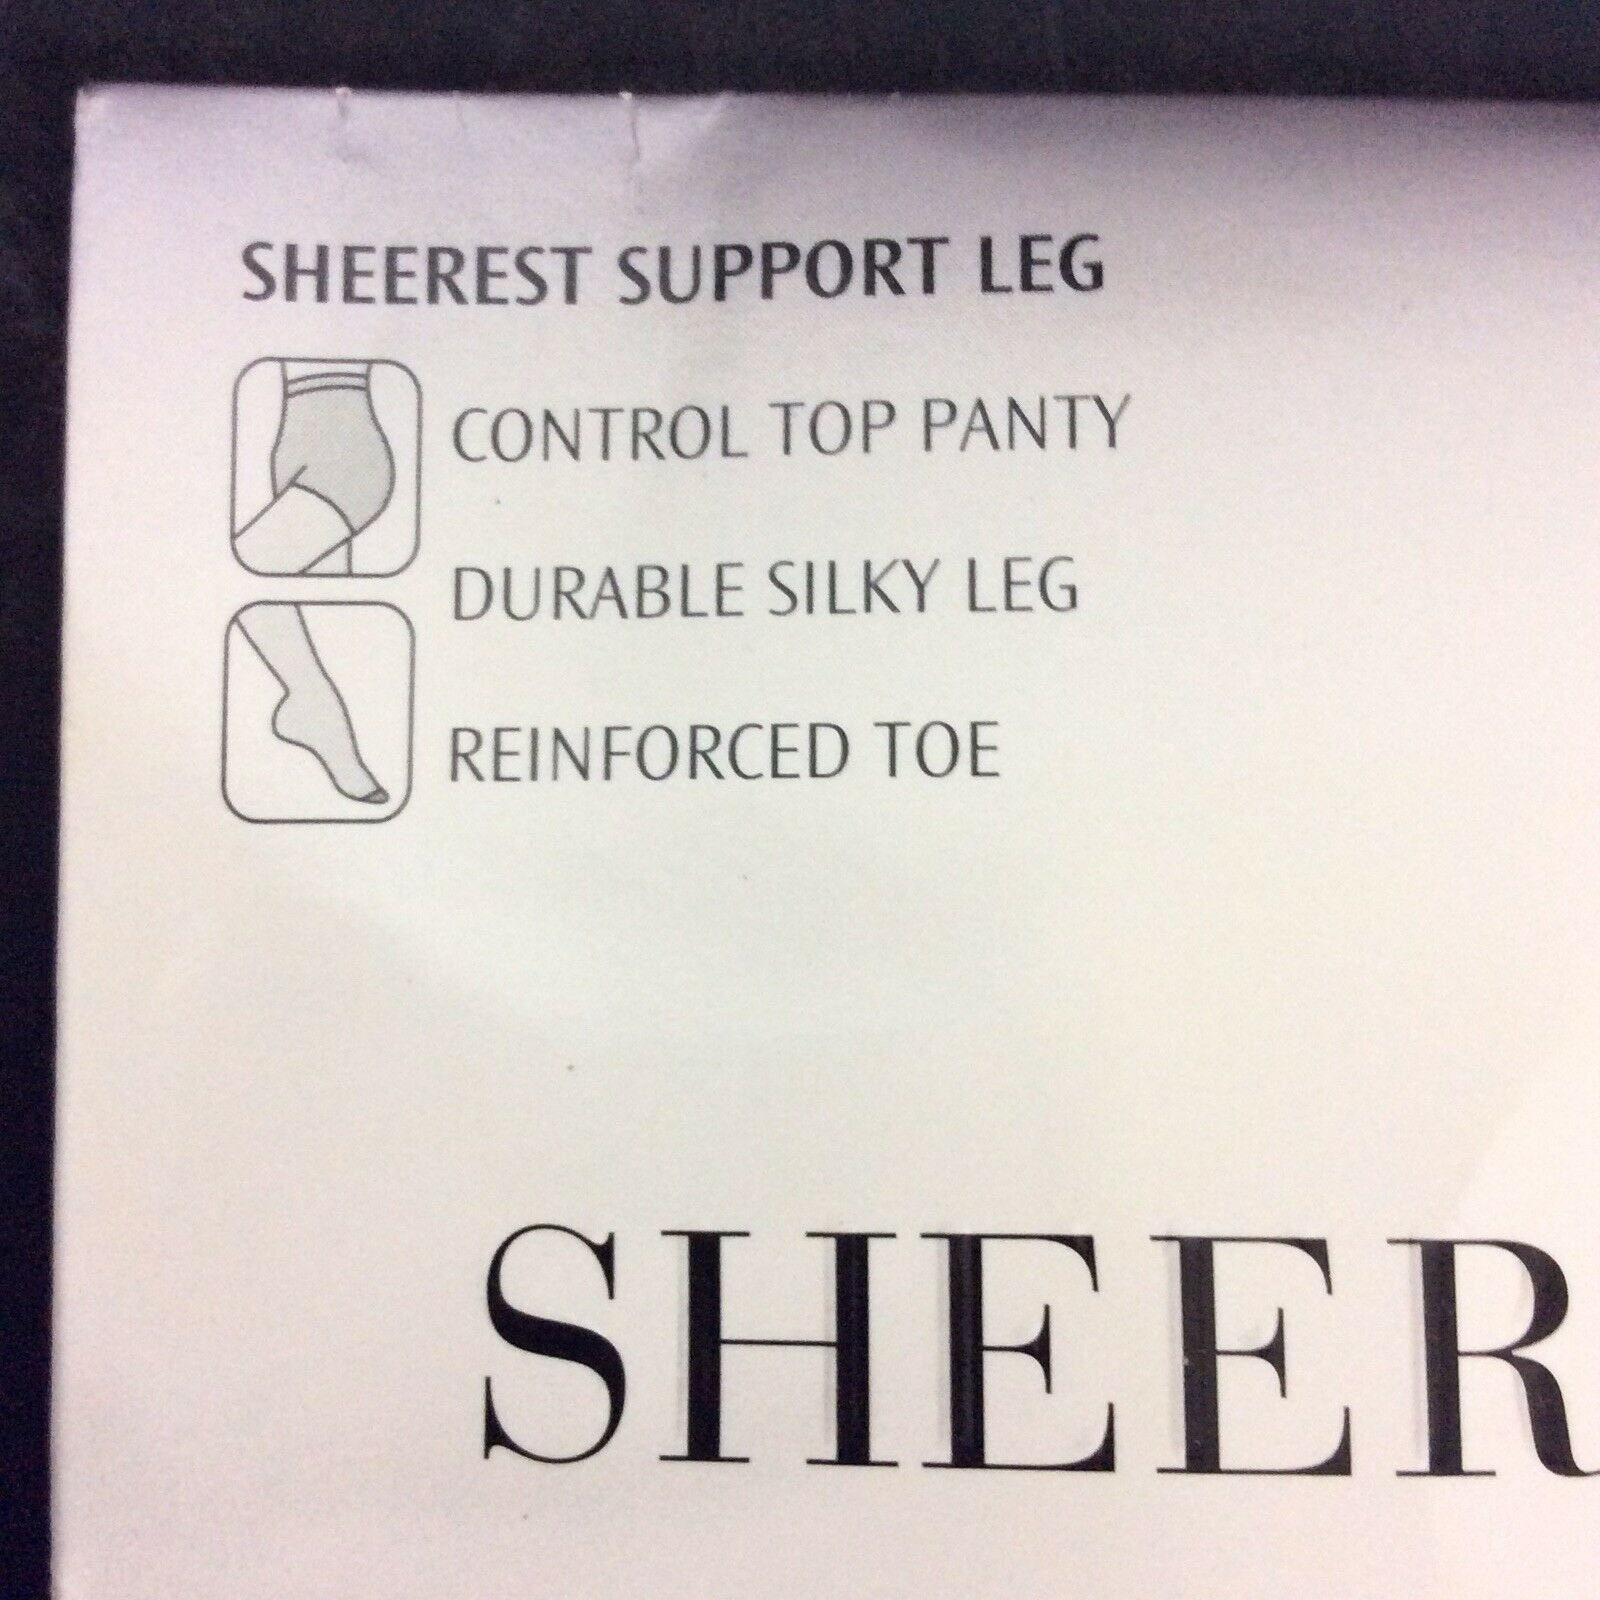 SHEEREST SUPPORT LEG
CONTROL TOP PANTY
DURABLE SILKY LEG
REINFORCED TOE
SHEER